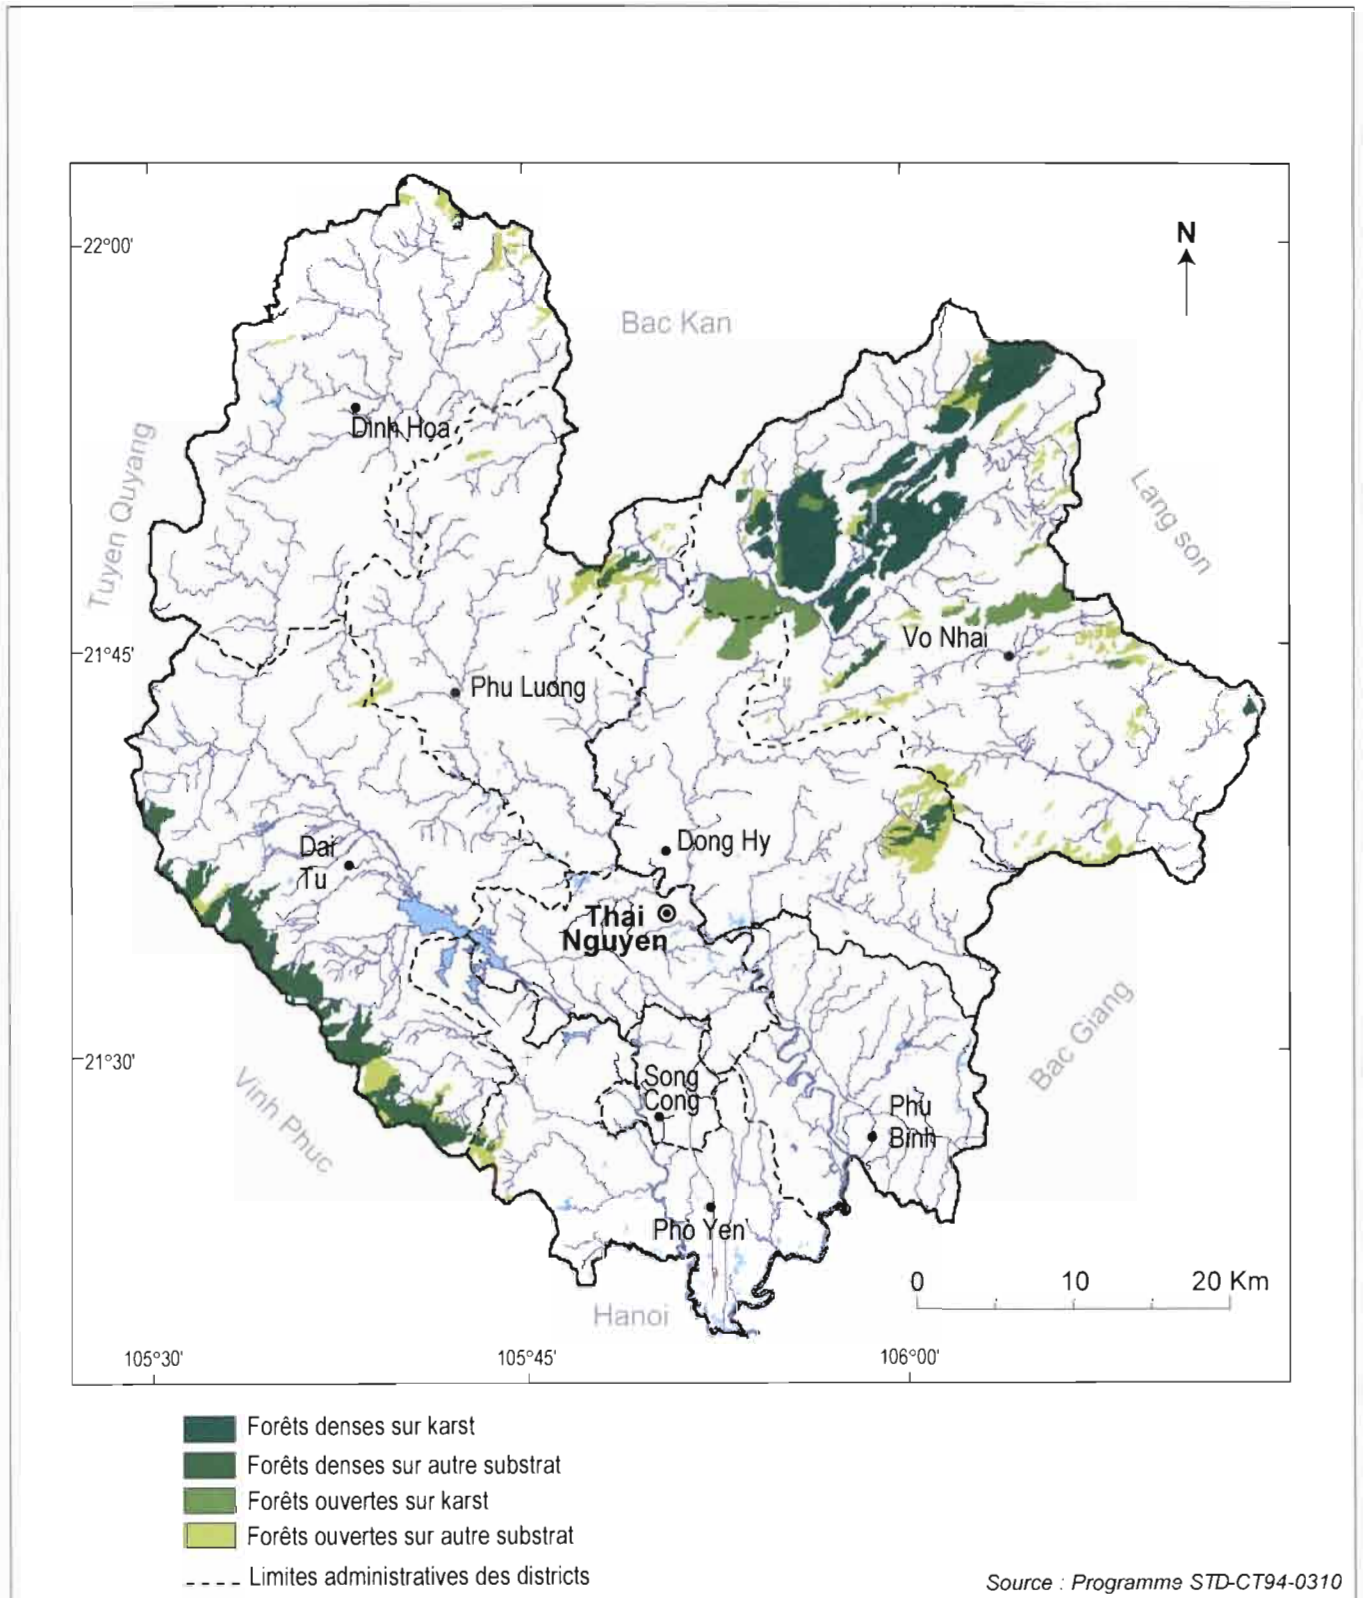 N
22°00'
Bac Kan
Dinh Hoa
Tuyen Quyang
Lang son
Vo Nhai
21°45'
Phu Luong
Dong Hy
Dai
Tu
Thai
Nguyen
21°30'
Song
Cong
Phu
Binh
Bac Giang
Vinh Phuc
Pho Yen
0 10 20 Km
Hanoi
105°30' 105°45' 106°00'
Forêts denses sur karst
Forêts denses sur autre substrat
Forêts ouvertes sur karst
Forêts ouvertes sur autre substrat
Limites administratives des districts
Source : Programme STD-CT94-0310